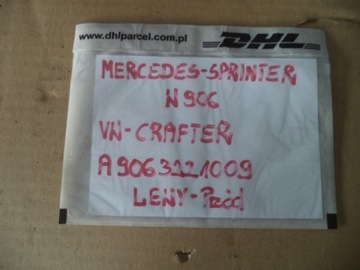 www.dhlparcel.com.pl DHL
MERCEDES-SPRINTER
W906
VW-CRAFTER
A9063221009
LEWY-Przód